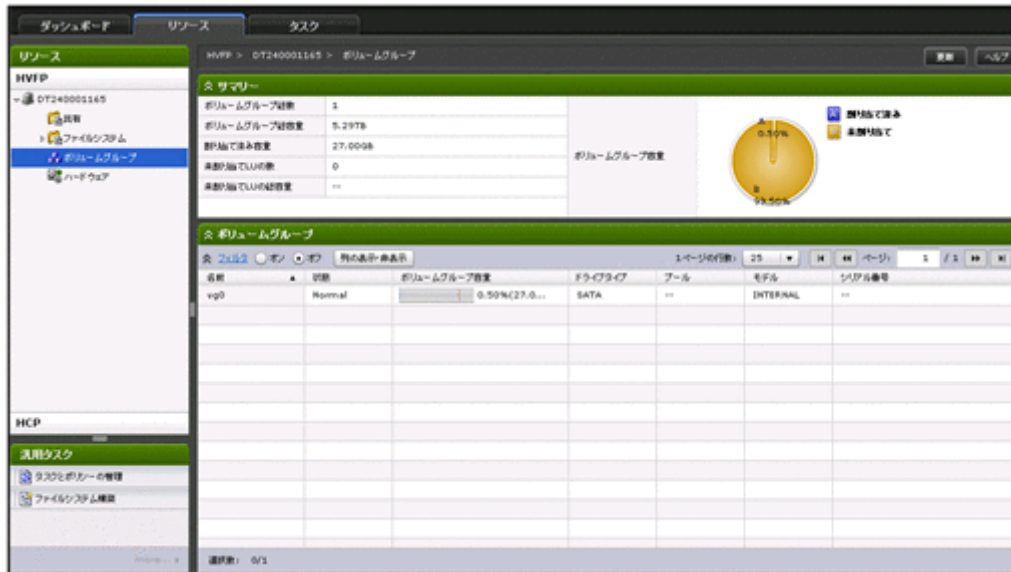 ダッシュボード リソース タスク
リソース
HVFP
DT240001165
共有
ファイルシステム
ボリュームグループ
ハードウェア
HCP
汎用タスク
タスクとポリシーの管理
ファイルシステム構築
More...
HVFP > DT240001165 > ボリュームグループ
更新 ヘルプ
サマリー
ボリュームグループ総数 1
ボリュームグループ総容量 5.29TB
割り当て済み容量 27.00GB
未割り当てLUの数 0
未割り当てLUの総容量 --
ボリュームグループ容量
A
0.50%
B
99.50%
割り当て済み
未割り当て
ボリュームグループ
フィルタ オン オフ 列の表示・非表示 1ページの行数: 25 ページ: 1 / 1
名前 状態 ボリュームグループ容量 ドライブタイプ プール モデル シリアル番号
vg0 Normal 0.50%(27.0... SATA -- INTERNAL --
選択数: 0/1